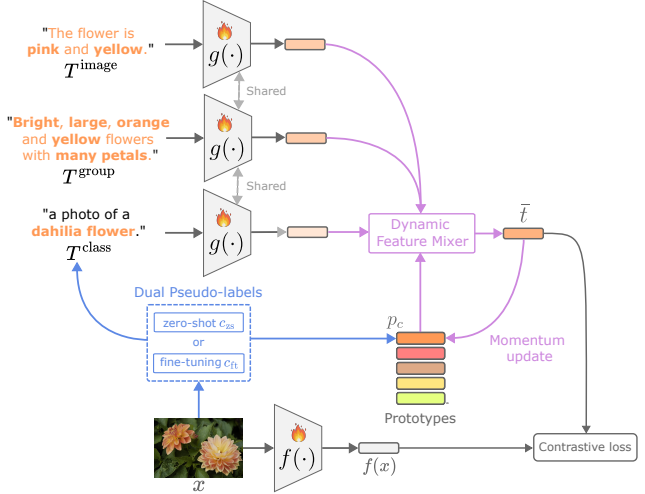 "The flower is
pink and yellow."
T^image
g(·)
Shared
"Bright, large, orange
and yellow flowers
with many petals."
T^group
g(·)
Shared
"a photo of a
dahilia flower."
T^class
g(·)
Dynamic
Feature Mixer
t̅
Dual Pseudo-labels
zero-shot c_zs
or
fine-tuning c_ft
p_c
Momentum
update
Prototypes
x
f(·)
f(x)
Contrastive loss